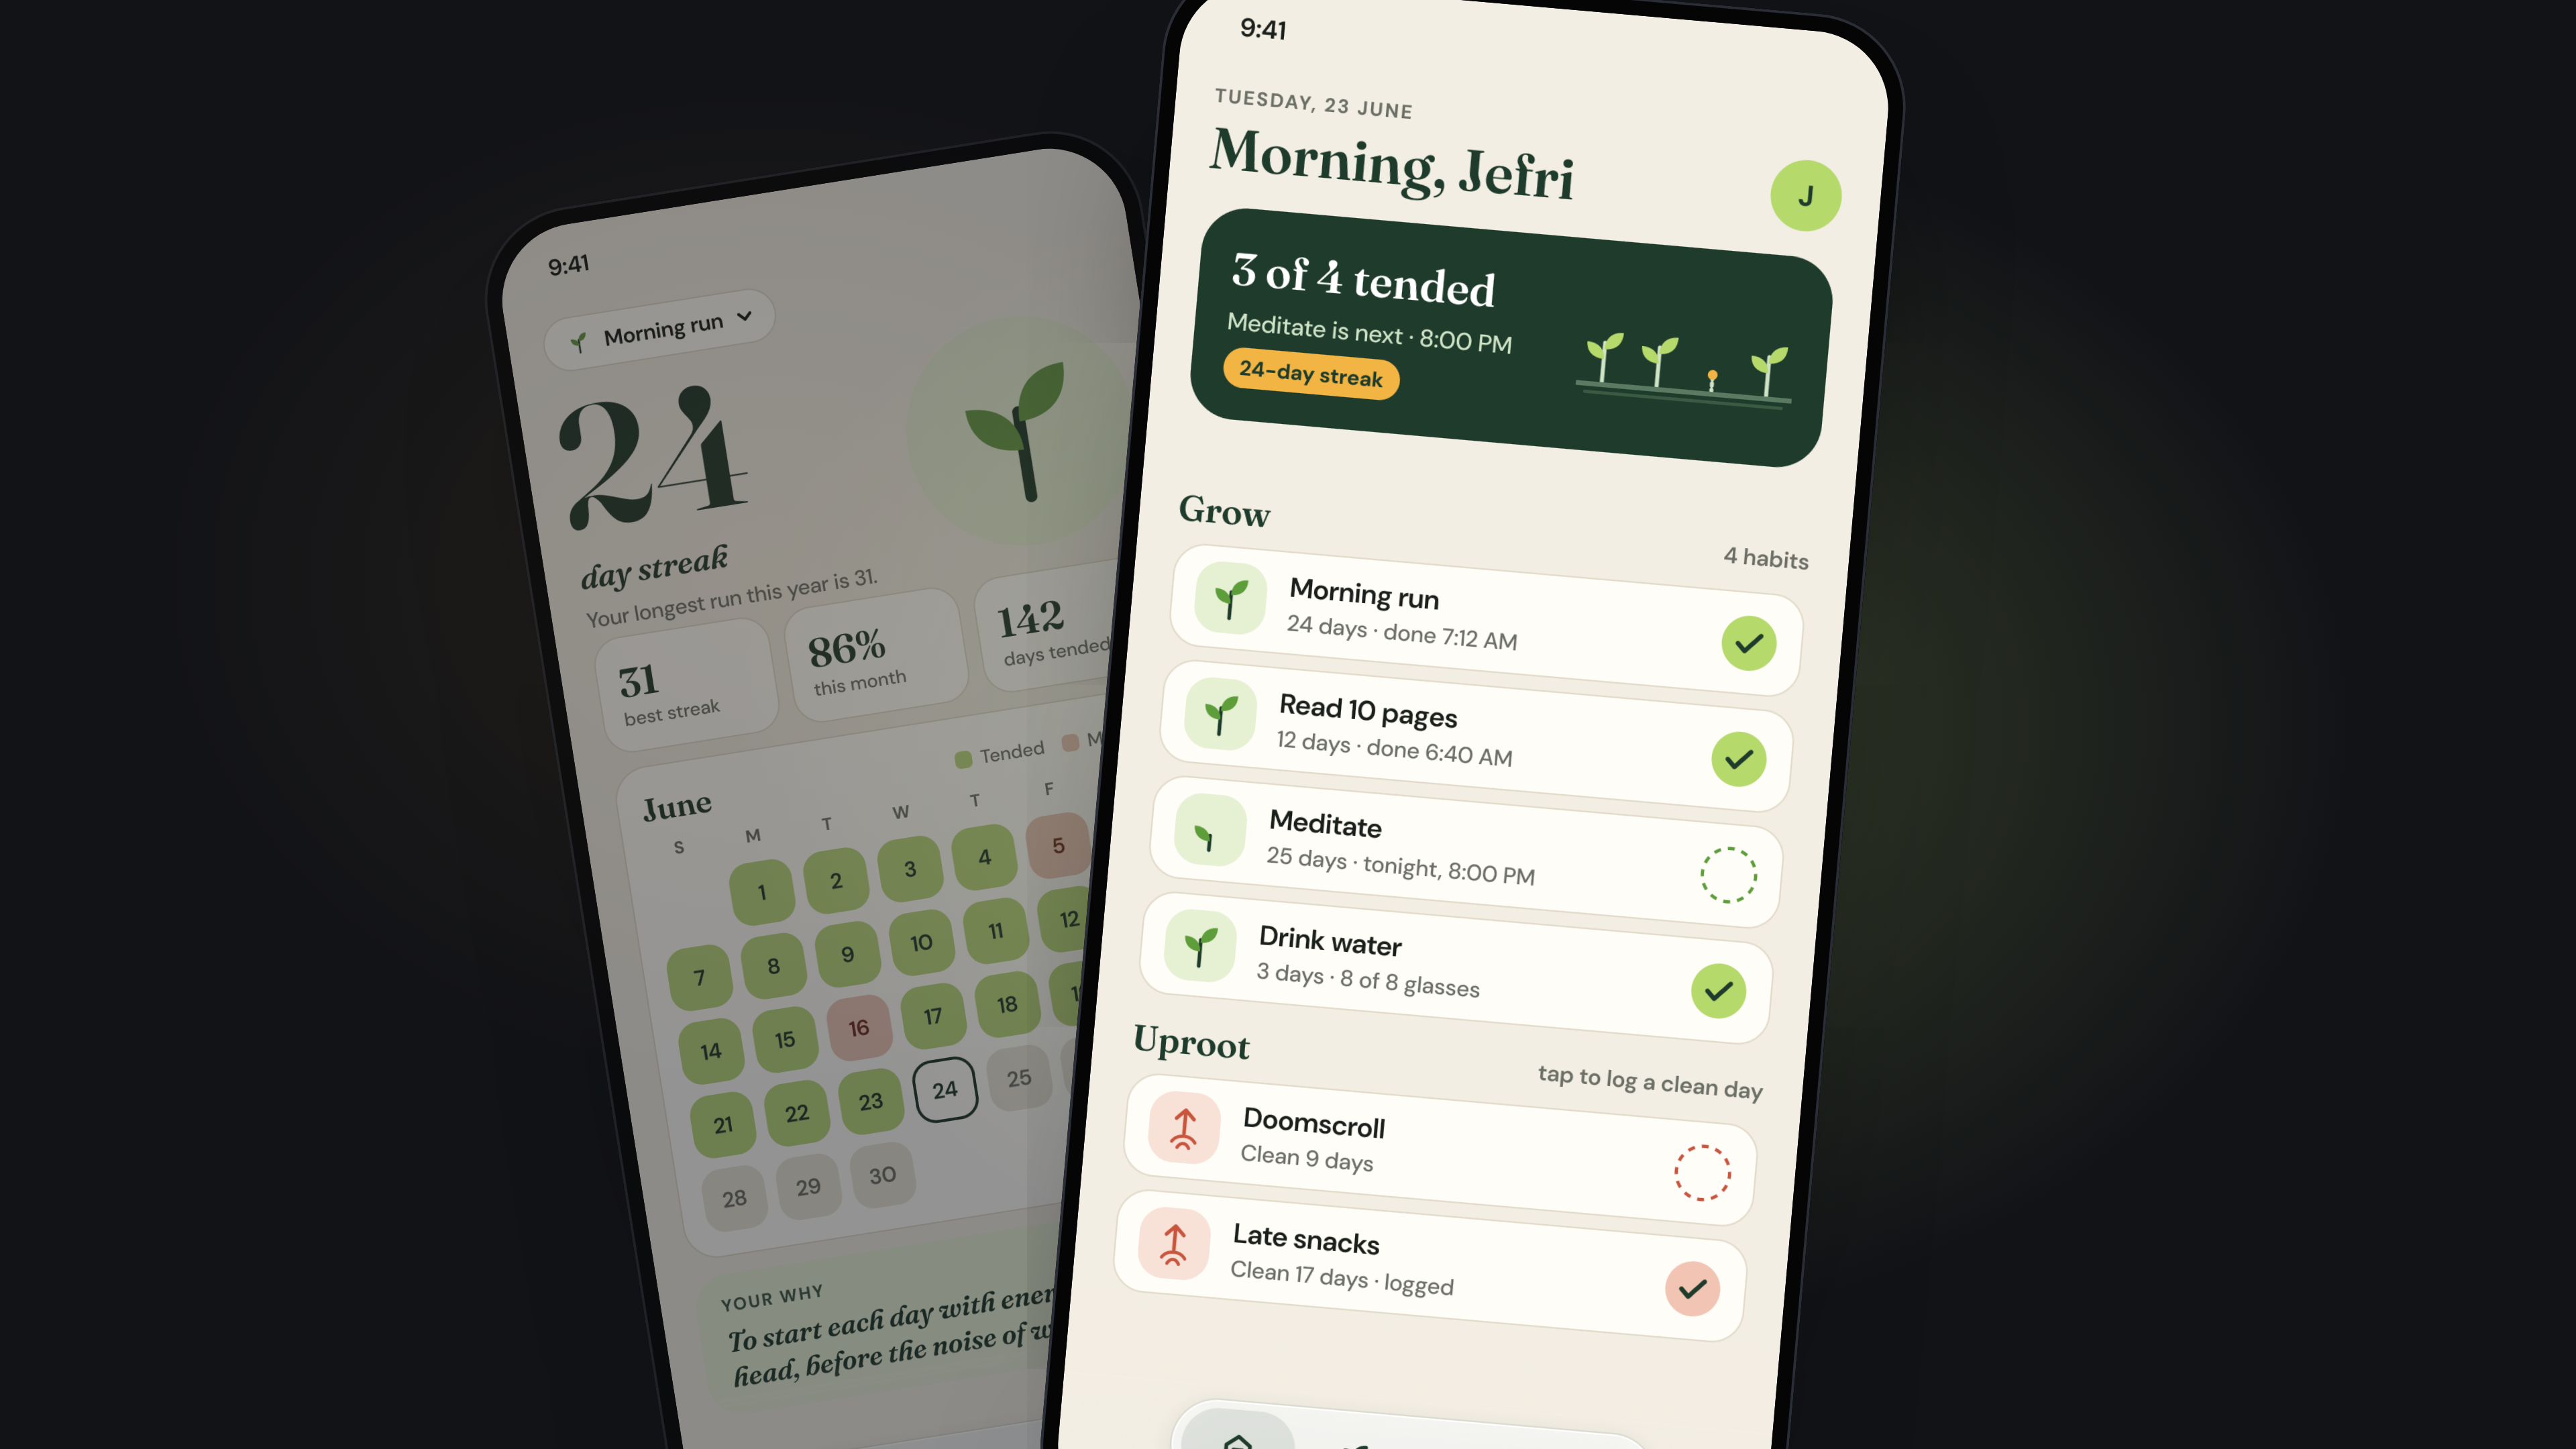 9:41
Morning run
24
day streak
Your longest run this year is 31.
31
best streak
86%
this month
142
days tended
Tended
June
S M T W T F
1 2 3 4 5
7 8 9 10 11 12
14 15 16 17 18
21 22 23 24 25
28 29 30
YOUR WHY
To start each day with
head, before the noise of
9:41
TUESDAY, 23 JUNE
Morning, Jefri
J
3 of 4 tended
Meditate is next · 8:00 PM
24-day streak
Grow
4 habits
Morning run
24 days · done 7:12 AM
Read 10 pages
12 days · done 6:40 AM
Meditate
25 days · tonight, 8:00 PM
Drink water
3 days · 8 of 8 glasses
Uproot
tap to log a clean day
Doomscroll
Clean 9 days
Late snacks
Clean 17 days · logged